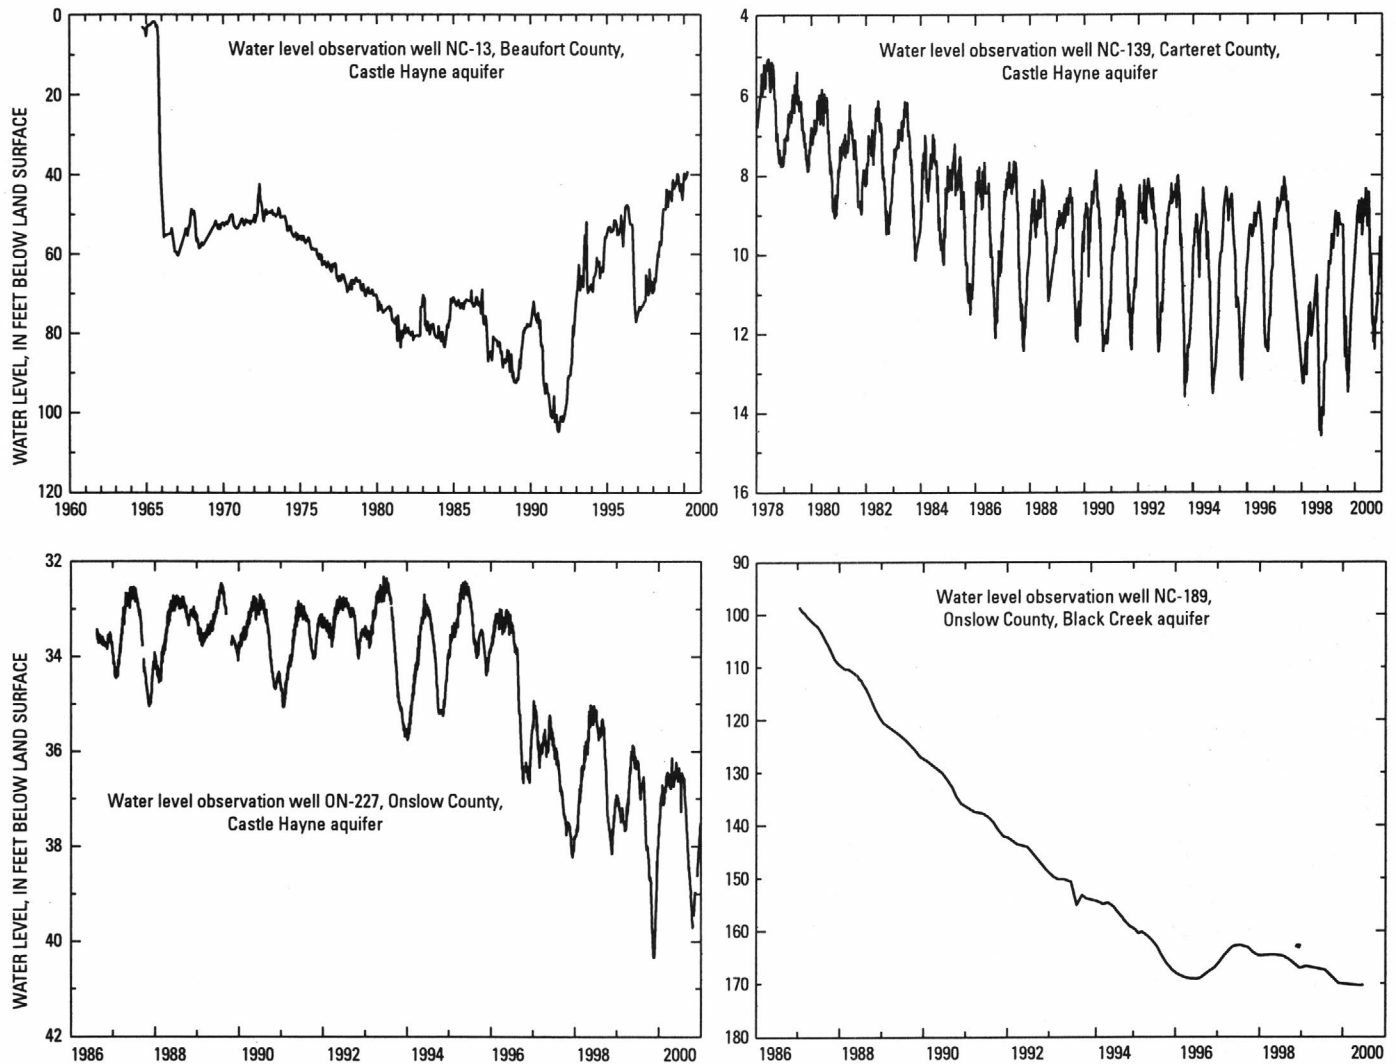 WATER LEVEL, IN FEET BELOW LAND SURFACE
0
20
40
60
80
100
120
Water level observation well NC-13, Beaufort County,
Castle Hayne aquifer
1960 1965 1970 1975 1980 1985 1990 1995 2000
4
6
8
10
12
14
16
Water level observation well NC-139, Carteret County,
Castle Hayne aquifer
1978 1980 1982 1984 1986 1988 1990 1992 1994 1996 1998 2000
WATER LEVEL, IN FEET BELOW LAND SURFACE
32
34
36
38
40
42
Water level observation well ON-227, Onslow County,
Castle Hayne aquifer
1986 1988 1990 1992 1994 1996 1998 2000
90
100
110
120
130
140
150
160
170
180
Water level observation well NC-189,
Onslow County, Black Creek aquifer
1986 1988 1990 1992 1994 1996 1998 2000